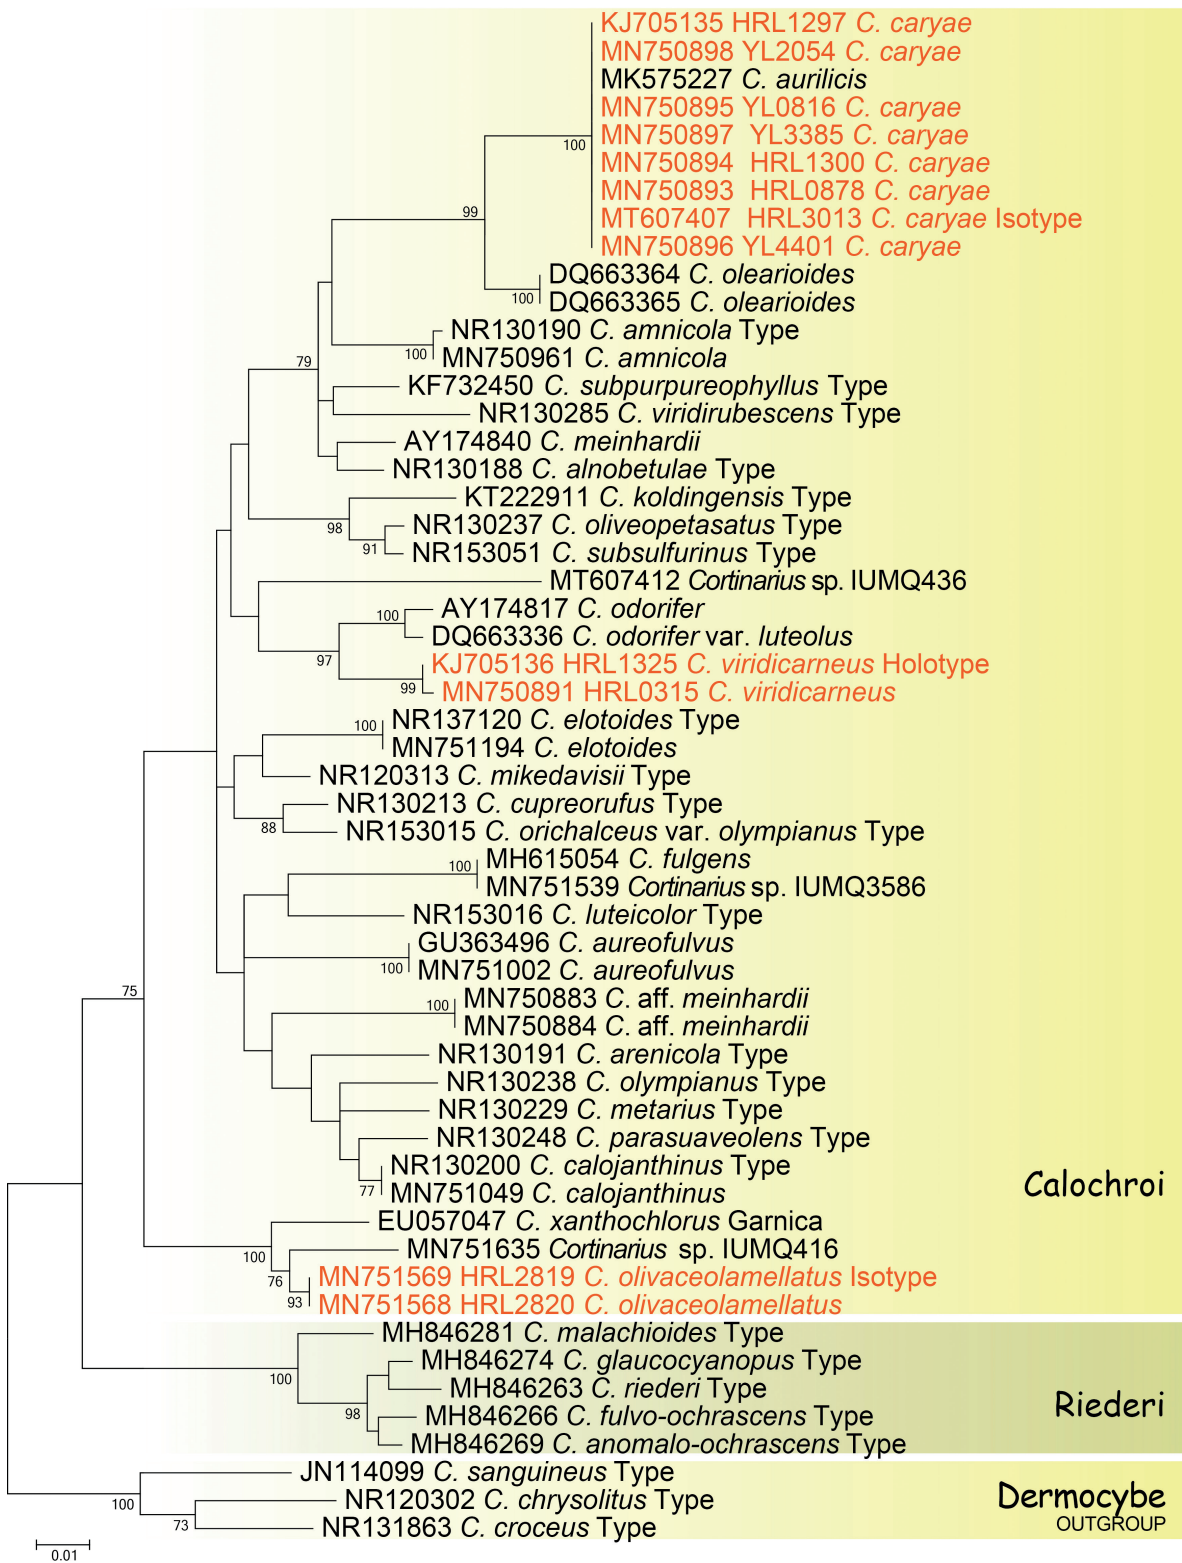 KJ705135 HRL1297 C. caryae
MN750898 YL2054 C. caryae
MK575227 C. aurilicis
MN750895 YL0816 C. caryae
MN750897 YL3385 C. caryae
100
MN750894 HRL1300 C. caryae
MN750893 HRL0878 C. caryae
99
MT607407 HRL3013 C. caryae Isotype
MN750896 YL4401 C. caryae
DQ663364 C. olearioides
100
DQ663365 C. olearioides
NR130190 C. amnicola Type
100
MN750961 C. amnicola
79
KF732450 C. subpurpureophyllus Type
NR130285 C. viridirubescens Type
AY174840 C. meinhardii
NR130188 C. alnobetulae Type
KT222911 C. koldingensis Type
98
NR130237 C. oliveopetasatus Type
91
NR153051 C. subsulfurinus Type
MT607412 Cortinarius sp. IUMQ436
100
AY174817 C. odorifer
DQ663336 C. odorifer var. luteolus
97
KJ705136 HRL1325 C. viridicarneus Holotype
99
MN750891 HRL0315 C. viridicarneus
100
NR137120 C. elotoides Type
MN751194 C. elotoides
NR120313 C. mikedavisii Type
NR130213 C. cupreorufus Type
88
NR153015 C. orichalceus var. olympianus Type
100
MH615054 C. fulgens
MN751539 Cortinarius sp. IUMQ3586
NR153016 C. luteicolor Type
GU363496 C. aureofulvus
100
MN751002 C. aureofulvus
75
100
MN750883 C. aff. meinhardii
MN750884 C. aff. meinhardii
NR130191 C. arenicola Type
NR130238 C. olympianus Type
NR130229 C. metarius Type
NR130248 C. parasuaveolens Type
NR130200 C. calojanthinus Type
77
MN751049 C. calojanthinus
Calochroi
EU057047 C. xanthochlorus Garnica
100
MN751635 Cortinarius sp. IUMQ416
76
MN751569 HRL2819 C. olivaceolamellatus Isotype
93
MN751568 HRL2820 C. olivaceolamellatus
MH846281 C. malachioides Type
MH846274 C. glaucocyanopus Type
100
MH846263 C. riederi Type
Riederi
98
MH846266 C. fulvo-ochrascens Type
MH846269 C. anomalo-ochrascens Type
JN114099 C. sanguineus Type
100
NR120302 C. chrysolitus Type
Dermocybe
73
NR131863 C. croceus Type
OUTGROUP
0.01